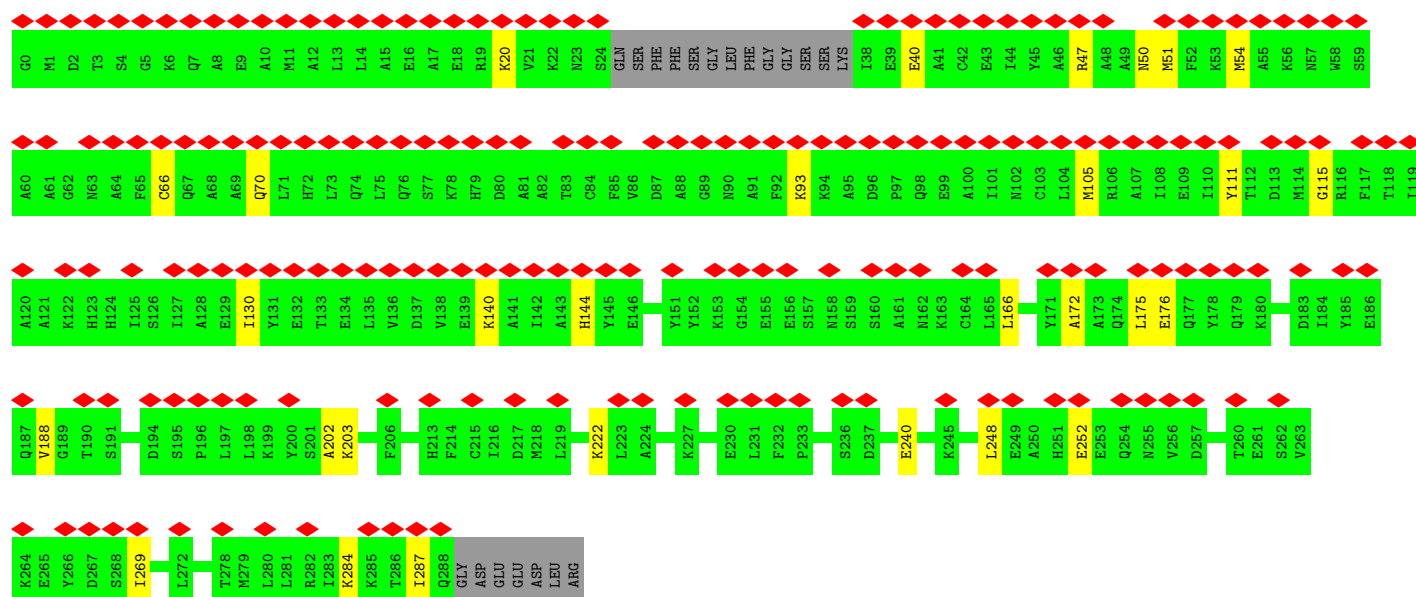 G0 M1 D2 T3 S4 G5 K6 Q7 A8 E9 A10 M11 A12 L13 L14 A15 E16 A17 E18 R19 K20 V21 K22 N23 S24 GLN SER PHE PHE SER GLY LEU PHE GLY GLY SER SER LYS I38 E39 E40 A41 C42 E43 I44 Y45 A46 R47 A48 A49 N50 M51 F52 K53 M54 A55 K56 N57 W58 S59
A60 A61 G62 N63 A64 F65 C66 Q67 A68 A69 Q70 L71 H72 L73 Q74 L75 Q76 S77 K78 H79 D80 A81 A82 T83 C84 F85 V86 D87 A88 G89 N90 A91 F92 K93 K94 A95 D96 P97 Q98 E99 A100 I101 N102 C103 L104 M105 R106 A107 I108 E109 I110 Y111 T112 D113 M114 G115 R116 F117 T118 I119
A120 A121 K122 H123 H124 I125 S126 I127 A128 E129 I130 Y131 E132 T133 E134 L135 V136 D137 V138 E139 K140 A141 I142 A143 H144 Y145 E146 Y151 Y152 K153 G154 E155 E156 S157 N158 S159 S160 A161 N162 K163 C164 L165 L166 Y171 A172 A173 Q174 L175 E176 Q177 Y178 Q179 K180 D183 I184 Y185 E186
Q187 V188 G189 T190 S191 D194 S195 P196 L197 L198 K199 Y200 S201 A202 K203 F206 H213 F214 C215 I216 D217 M218 L219 K222 L223 A224 K227 E230 L231 F232 P233 S236 D237 E240 K245 L248 E249 A250 H251 E252 E253 Q254 N255 V256 D257 T260 E261 S262 V263
K264 E265 Y266 D267 S268 I269 L272 T278 M279 L280 L281 R282 I283 K284 K285 T286 I287 Q288 GLY ASP GLU GLU ASP LEU ARG